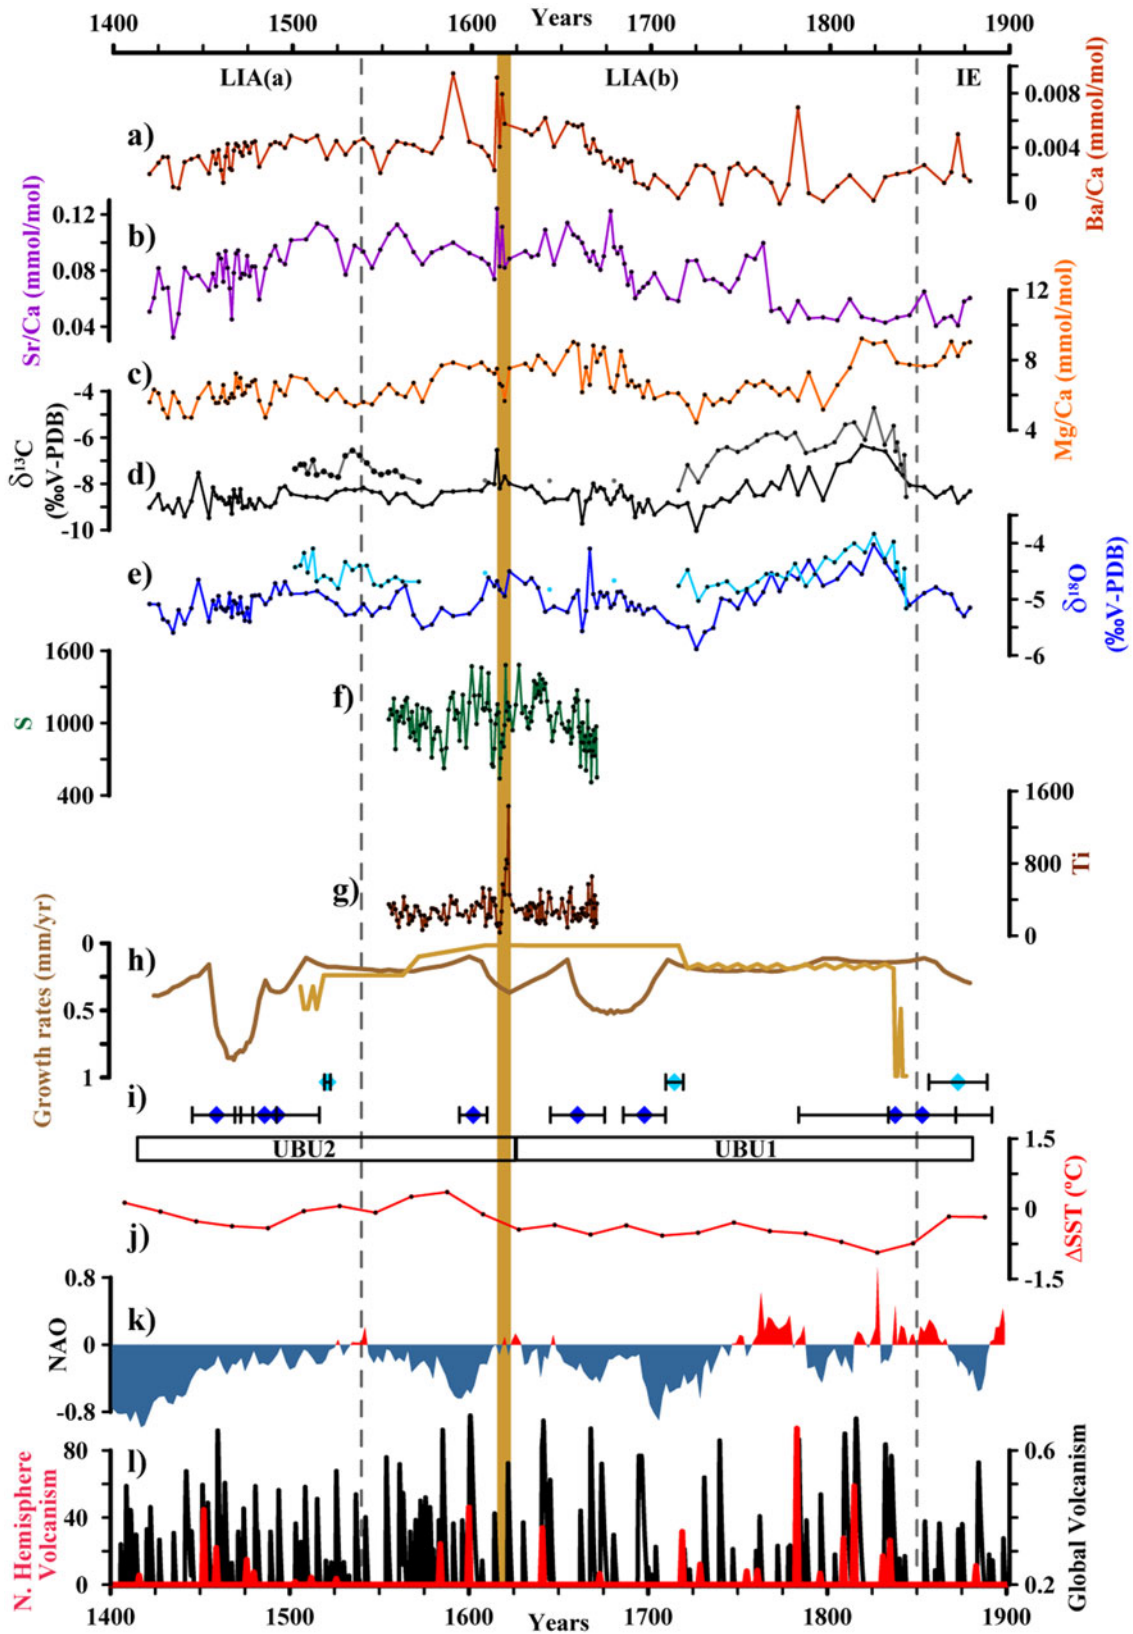 1400 1500 1600 Years 1700 1800 1900
LIA(a) LIA(b) IE
a)
0.008
0.004
0
Ba/Ca (mmol/mol)
b)
0.12
0.08
0.04
Sr/Ca (mmol/mol)
c)
12
8
4
Mg/Ca (mmol/mol)
d)
-4
-6
-8
-10
δ¹³C
(‰V-PDB)
e)
-4
-5
-6
δ¹⁸O
(‰V-PDB)
f)
1600
1000
400
S
g)
1600
800
0
Ti
h)
0
0.5
1
Growth rates (mm/yr)
i)
UBU2 UBU1
j)
1.5
0
-1.5
ΔSST (ºC)
k)
0.8
0
-0.8
NAO
l)
80
40
0
N. Hemisphere
Volcanism
0.6
0.4
0.2
Global Volcanism
1400 1500 1600 Years 1700 1800 1900